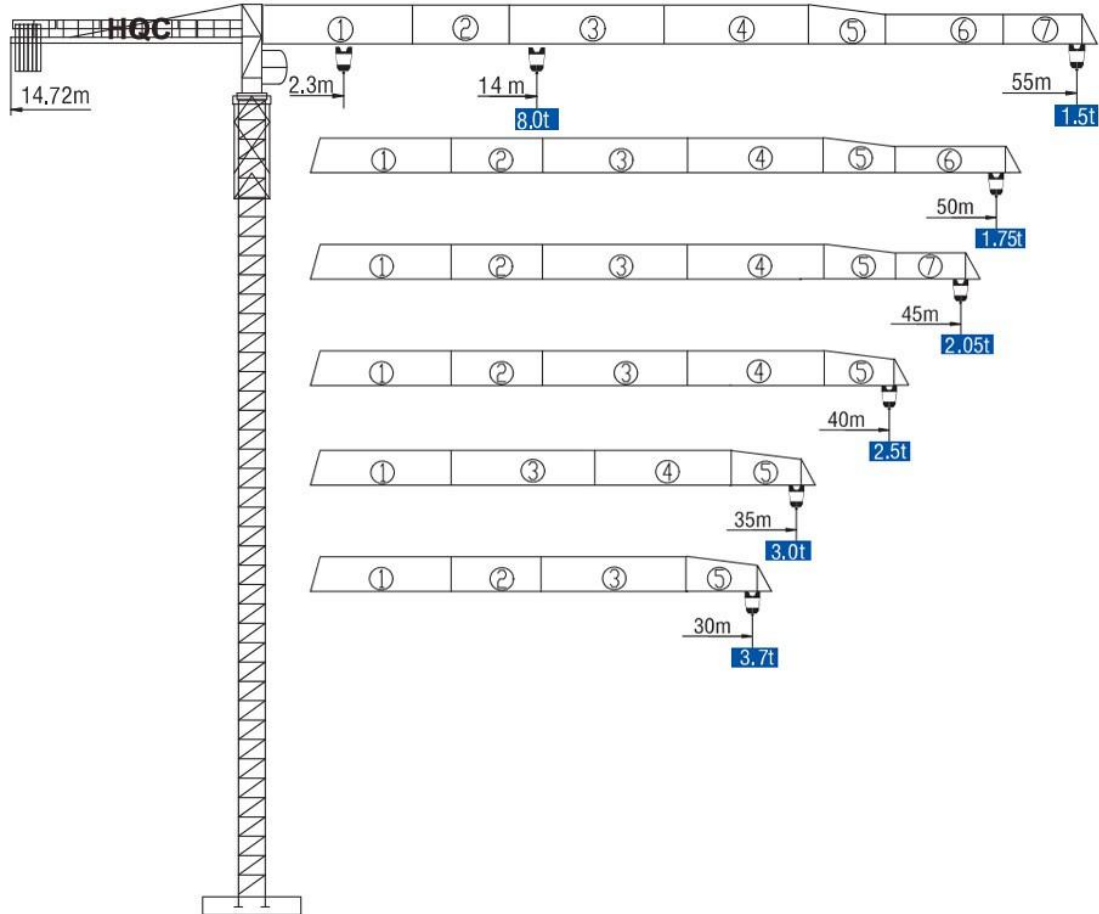 HQC
① ② ③ ④ ⑤ ⑥ ⑦
14.72m
2.3m
14 m
8.0t
55m
1.5t
① ② ③ ④ ⑤ ⑥
50m
1.75t
① ② ③ ④ ⑤ ⑦
45m
2.05t
① ② ③ ④ ⑤
40m
2.5t
① ③ ④ ⑤
35m
3.0t
① ② ③ ⑤
30m
3.7t